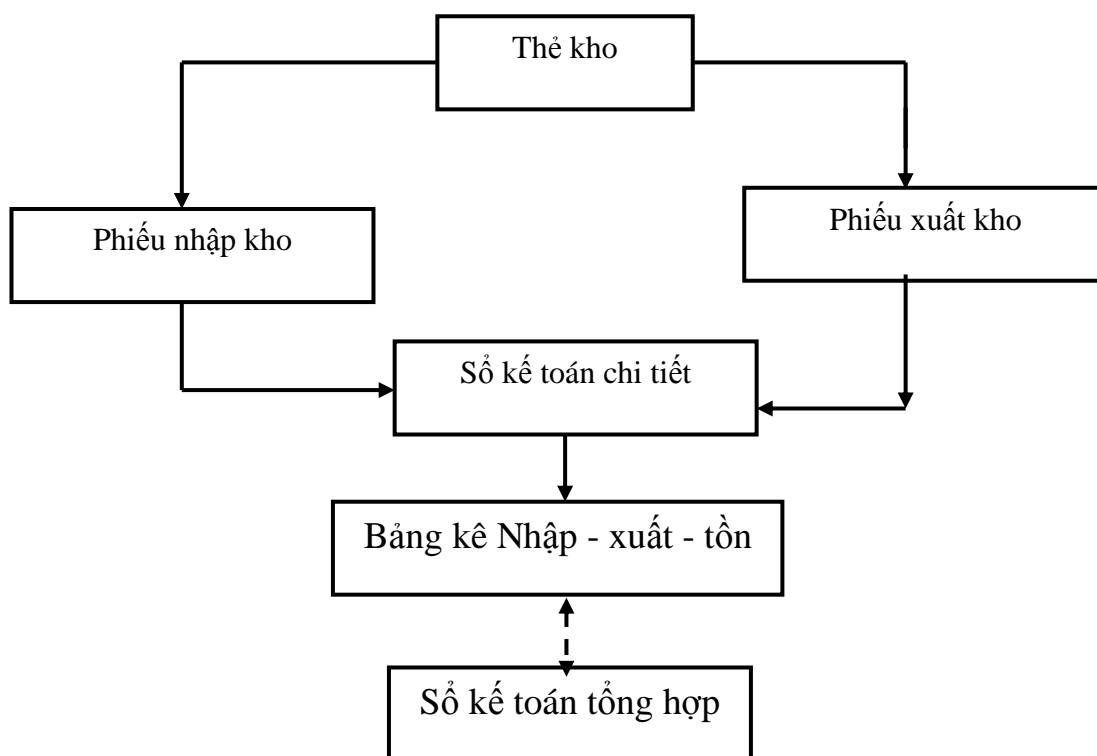 Thẻ kho
Phiếu nhập kho
Phiếu xuất kho
Sổ kế toán chi tiết
Bảng kê Nhập - xuất - tồn
Sổ kế toán tổng hợp